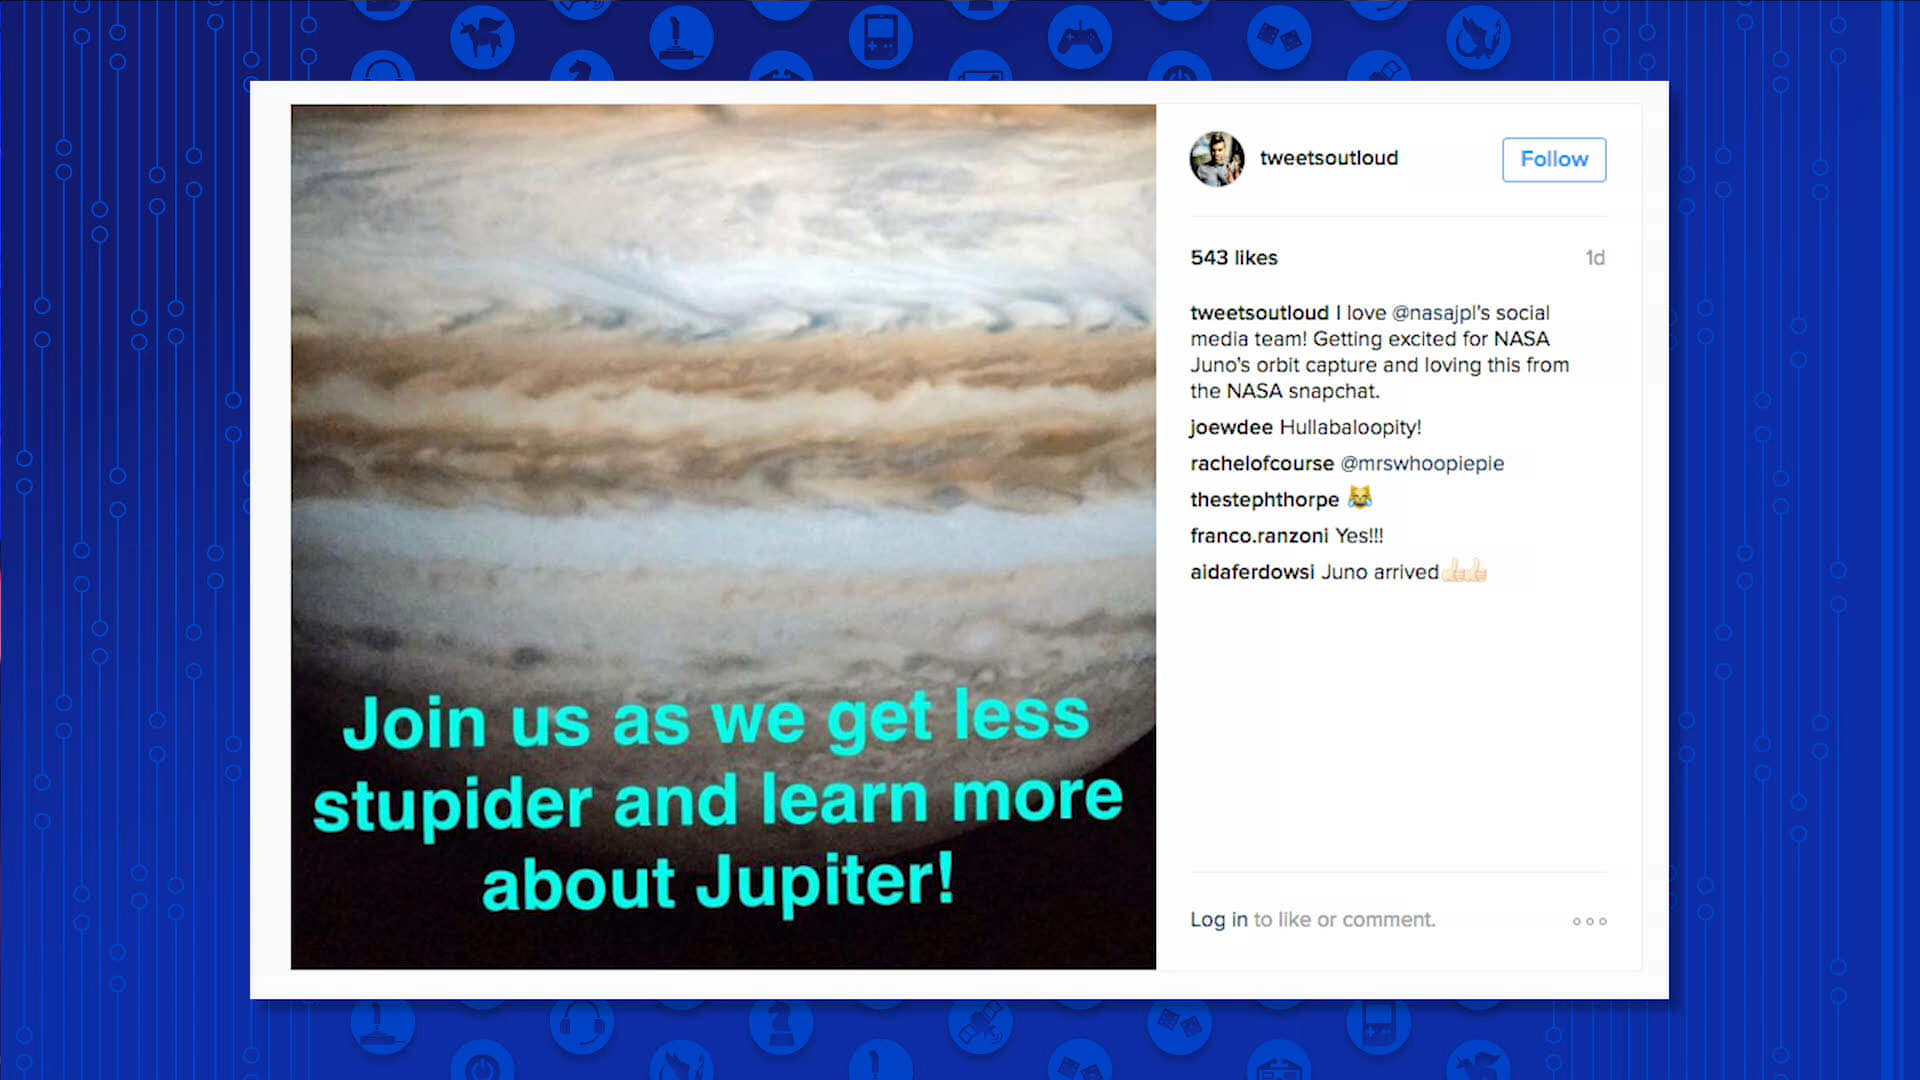 Join us as we get less
stupider and learn more
about Jupiter!
tweetsoutloud
Follow
543 likes
1d
tweetsoutloud I love @nasajpl's social
media team! Getting excited for NASA
Juno's orbit capture and loving this from
the NASA snapchat.
joewdee Hullabaloopity!
rachelofcourse @mrswhoopiepie
thestephthorpe 😹
franco.ranzoni Yes!!!
aidaferdowsi Juno arrived👍🏻👍🏻
Log in to like or comment.